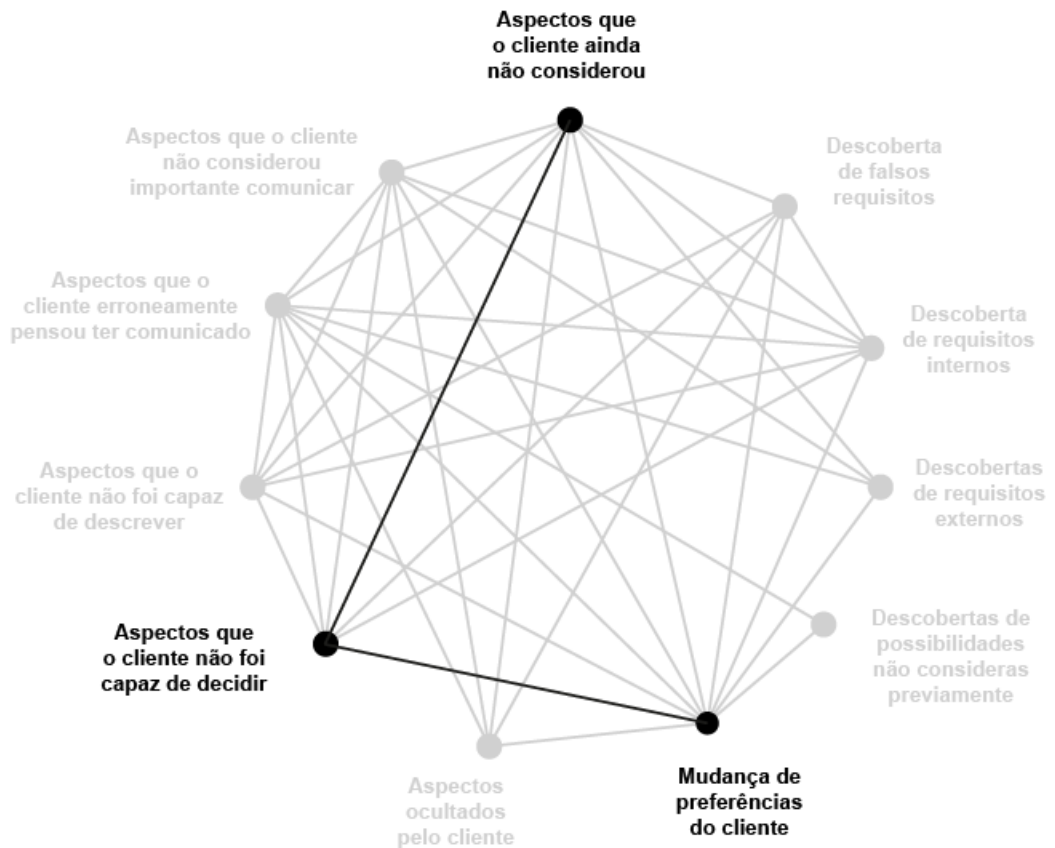 Aspectos que
o cliente ainda
não considerou
Aspectos que o cliente
não considerou
importante comunicar
Descoberta
de falsos
requisitos
Aspectos que o
cliente erroneamente
pensou ter comunicado
Descoberta
de requisitos
internos
Aspectos que o
cliente não foi capaz
de descrever
Descobertas
de requisitos
externos
Aspectos que
o cliente não foi
capaz de decidir
Descobertas de
possibilidades
não consideras
previamente
Aspectos
ocultados
pelo cliente
Mudança de
preferências
do cliente